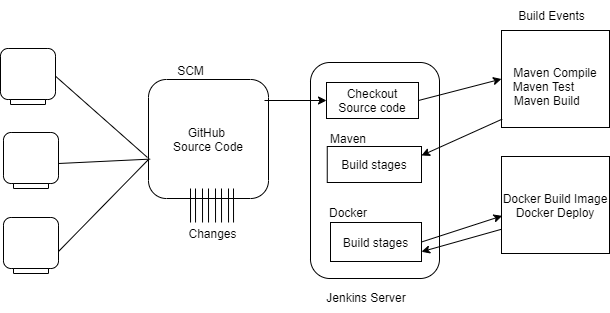 Build Events
SCM
GitHub
Source Code
Changes
Checkout
Source code
Maven
Build stages
Docker
Build stages
Jenkins Server
Maven Compile
Maven Test
Maven Build
Docker Build Image
Docker Deploy